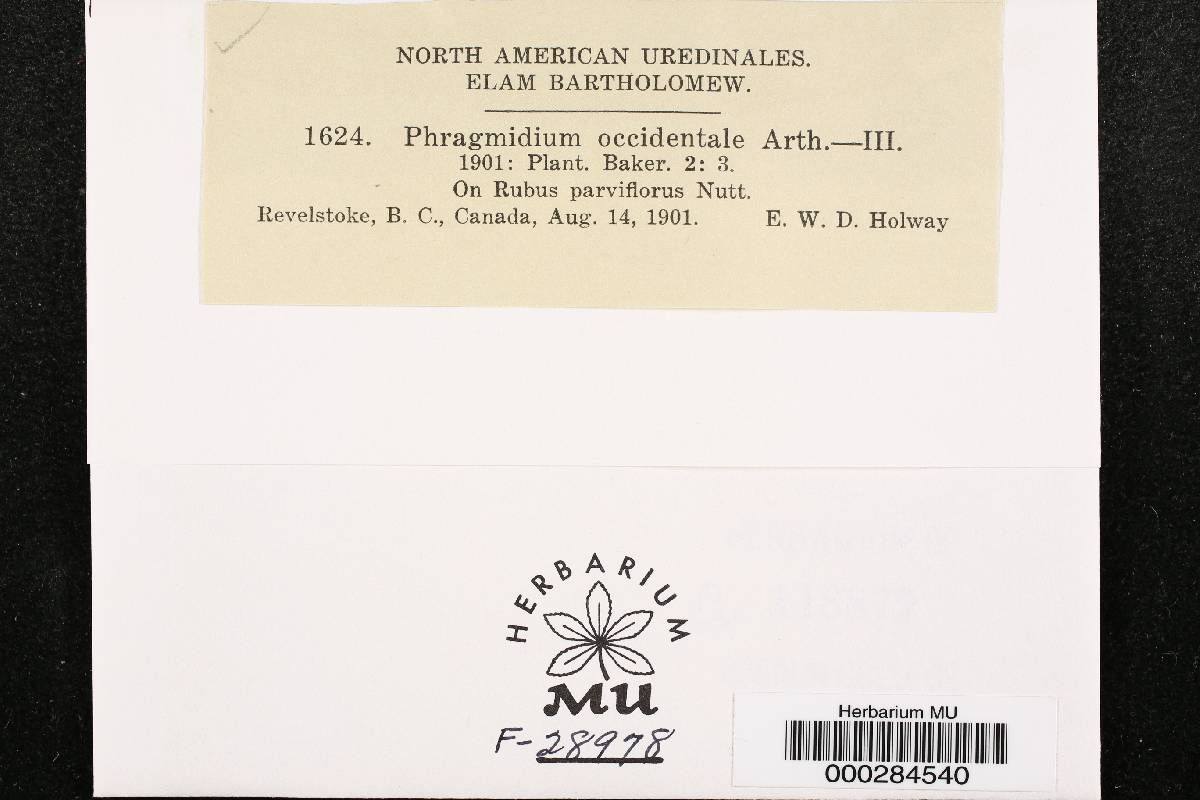 NORTH AMERICAN UREDINALES.
ELAM BARTHOLOMEW.
1624. Phragmidium occidentale Arth.—III.
1901: Plant. Baker. 2: 3.
On Rubus parviflorus Nutt.
Revelstoke, B. C., Canada, Aug. 14, 1901. E. W. D. Holway
HERBARIUM
MU
F-28978
Herbarium MU
000284540